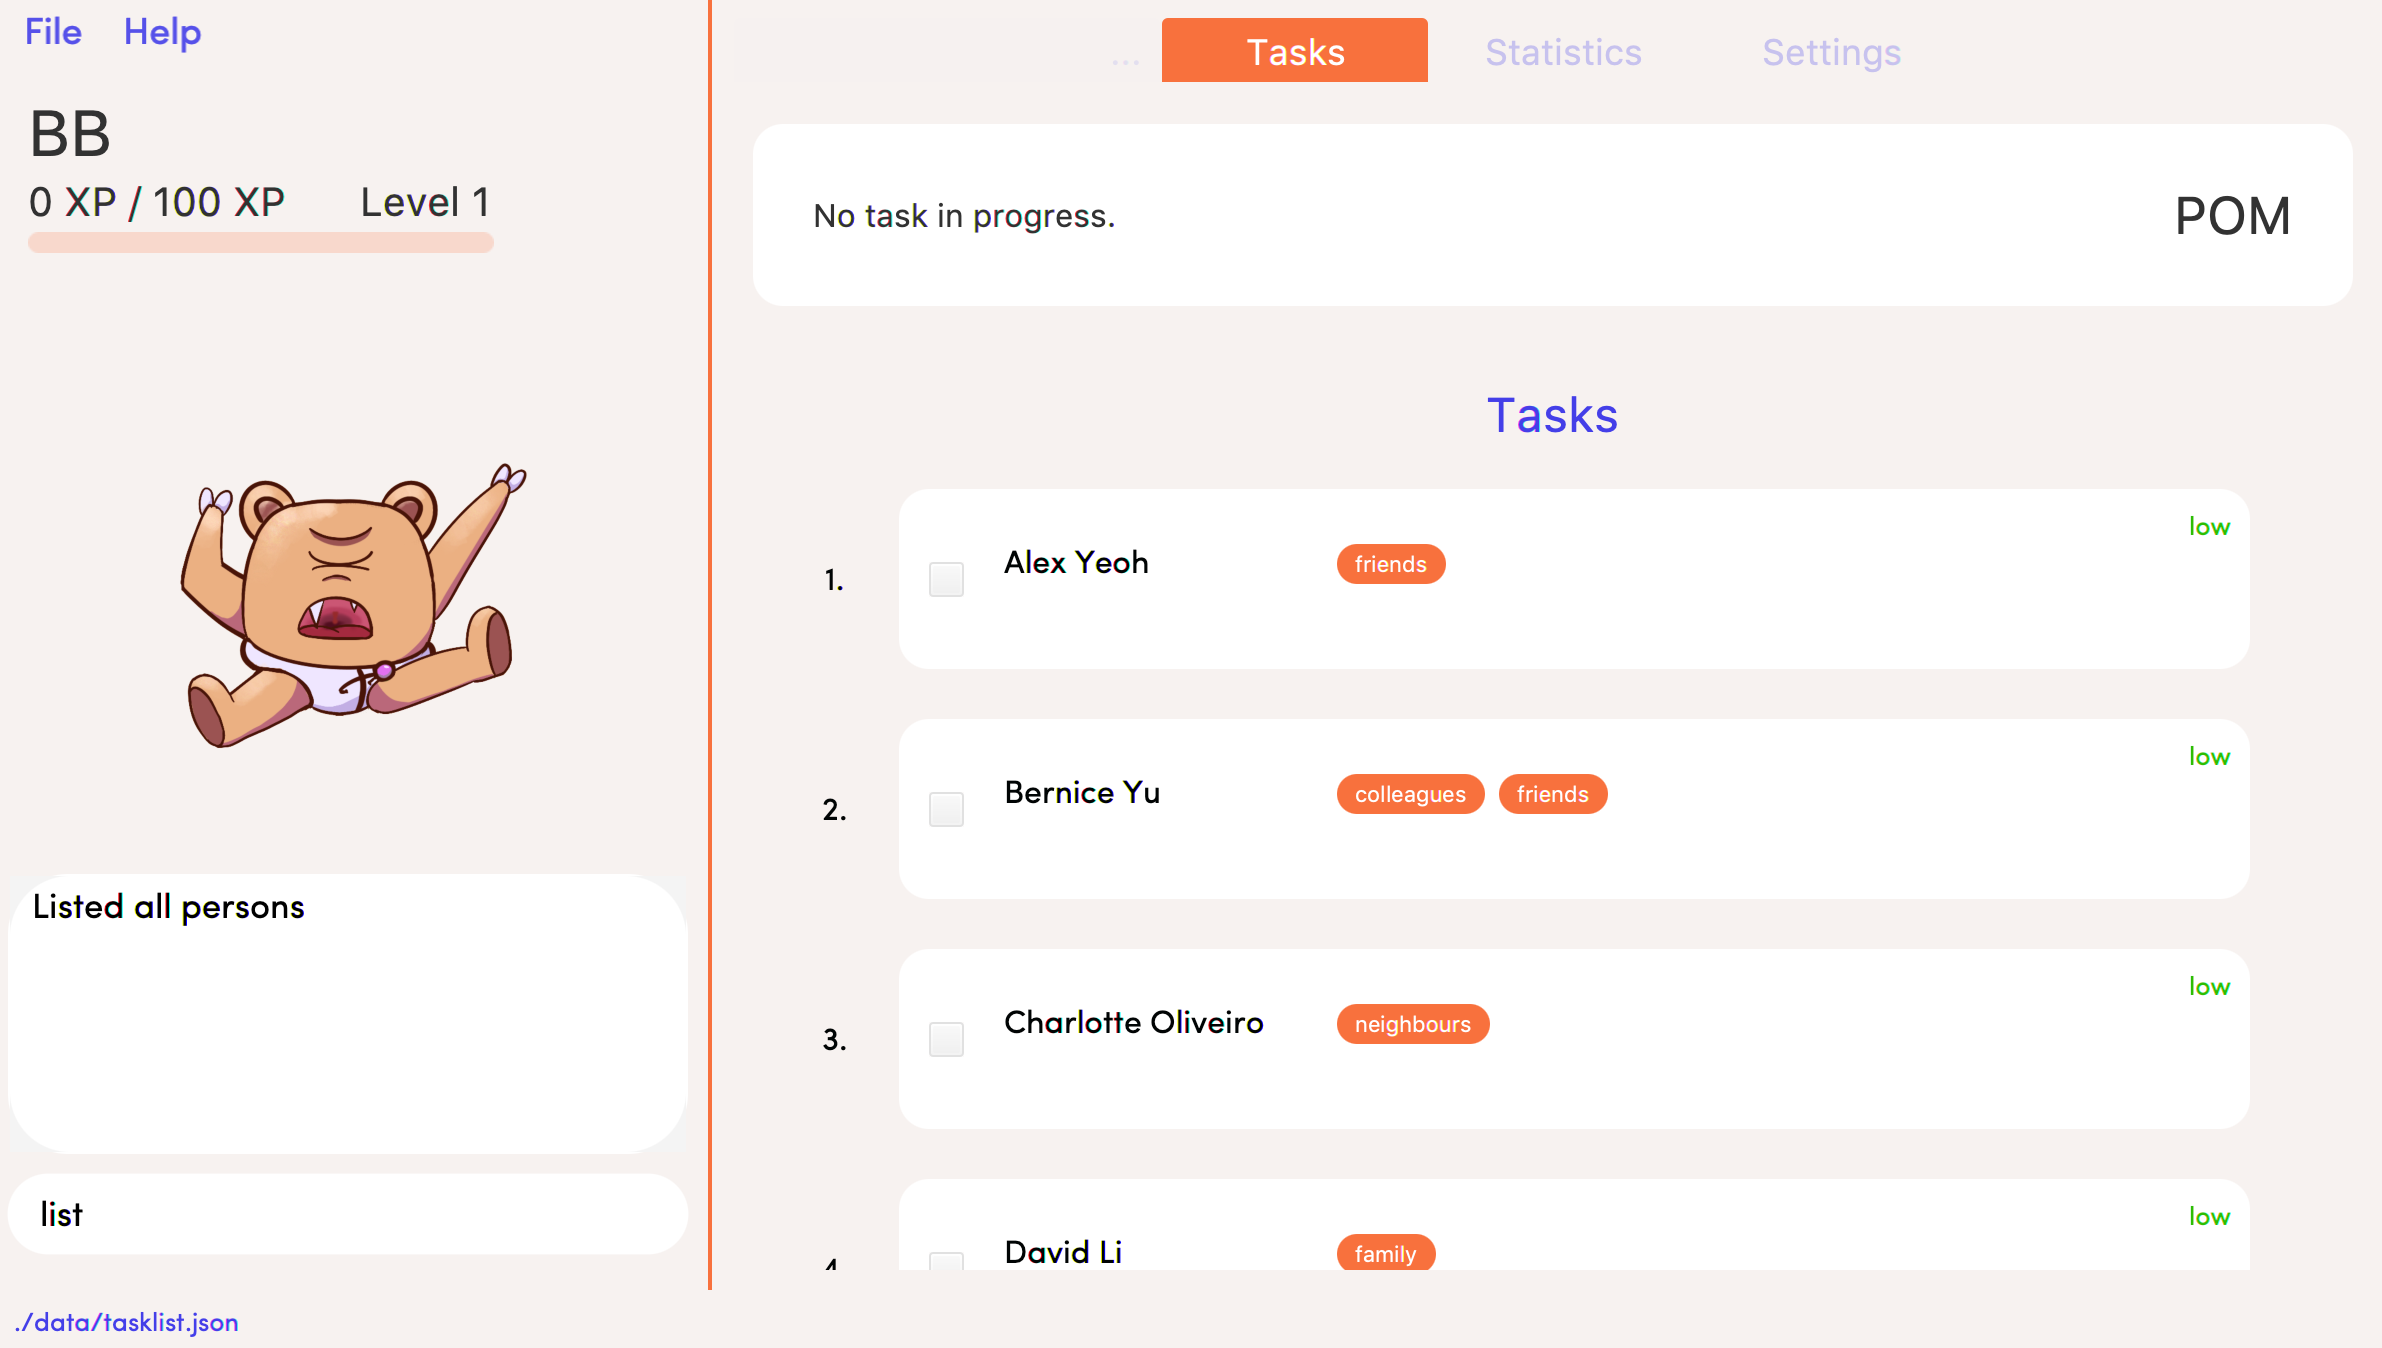 File Help
BB
0 XP / 100 XP Level 1
Listed all persons
list
./data/tasklist.json
... Tasks Statistics Settings
No task in progress. POM
Tasks
1. Alex Yeoh friends low
2. Bernice Yu colleagues friends low
3. Charlotte Oliveiro neighbours low
4 David Li family low